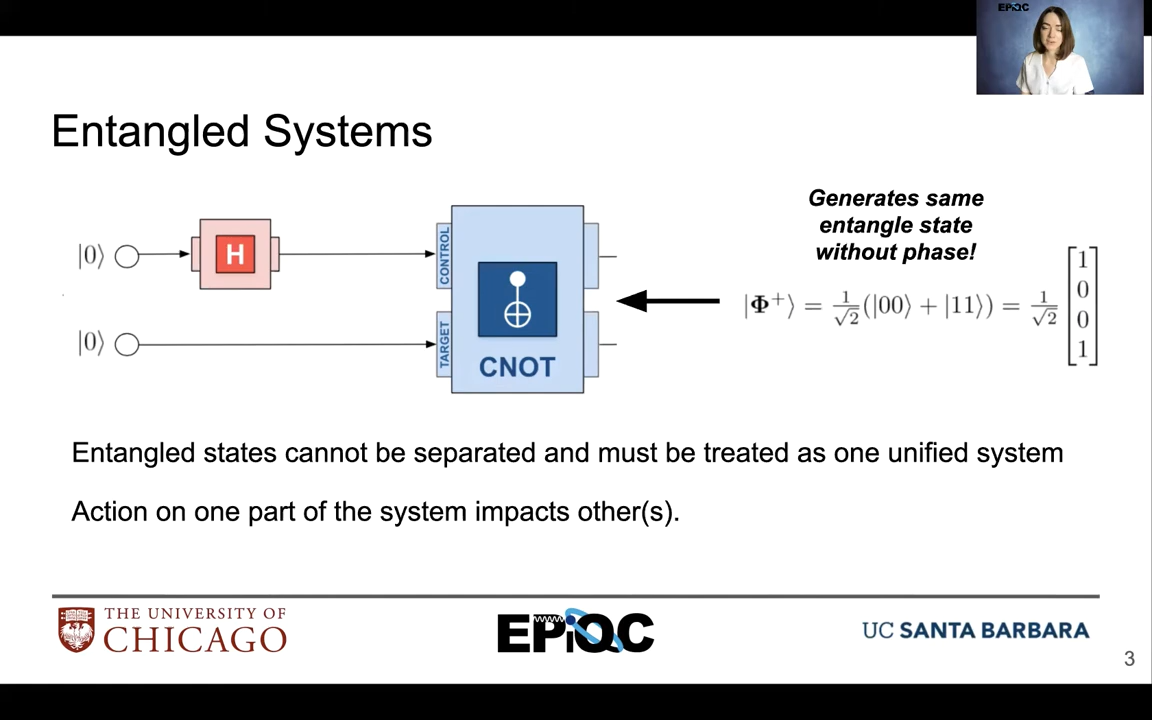 EPiQC
Entangled Systems
Generates same
entangle state
without phase!
|0⟩
H
CONTROL
|𝚽⁺⟩ = 1/√2(|00⟩ + |11⟩) = 1/√2 [1 0 0 1]
|0⟩
TARGET
CNOT
Entangled states cannot be separated and must be treated as one unified system
Action on one part of the system impacts other(s).
THE UNIVERSITY OF
CHICAGO
EPiQC
UC SANTA BARBARA
3